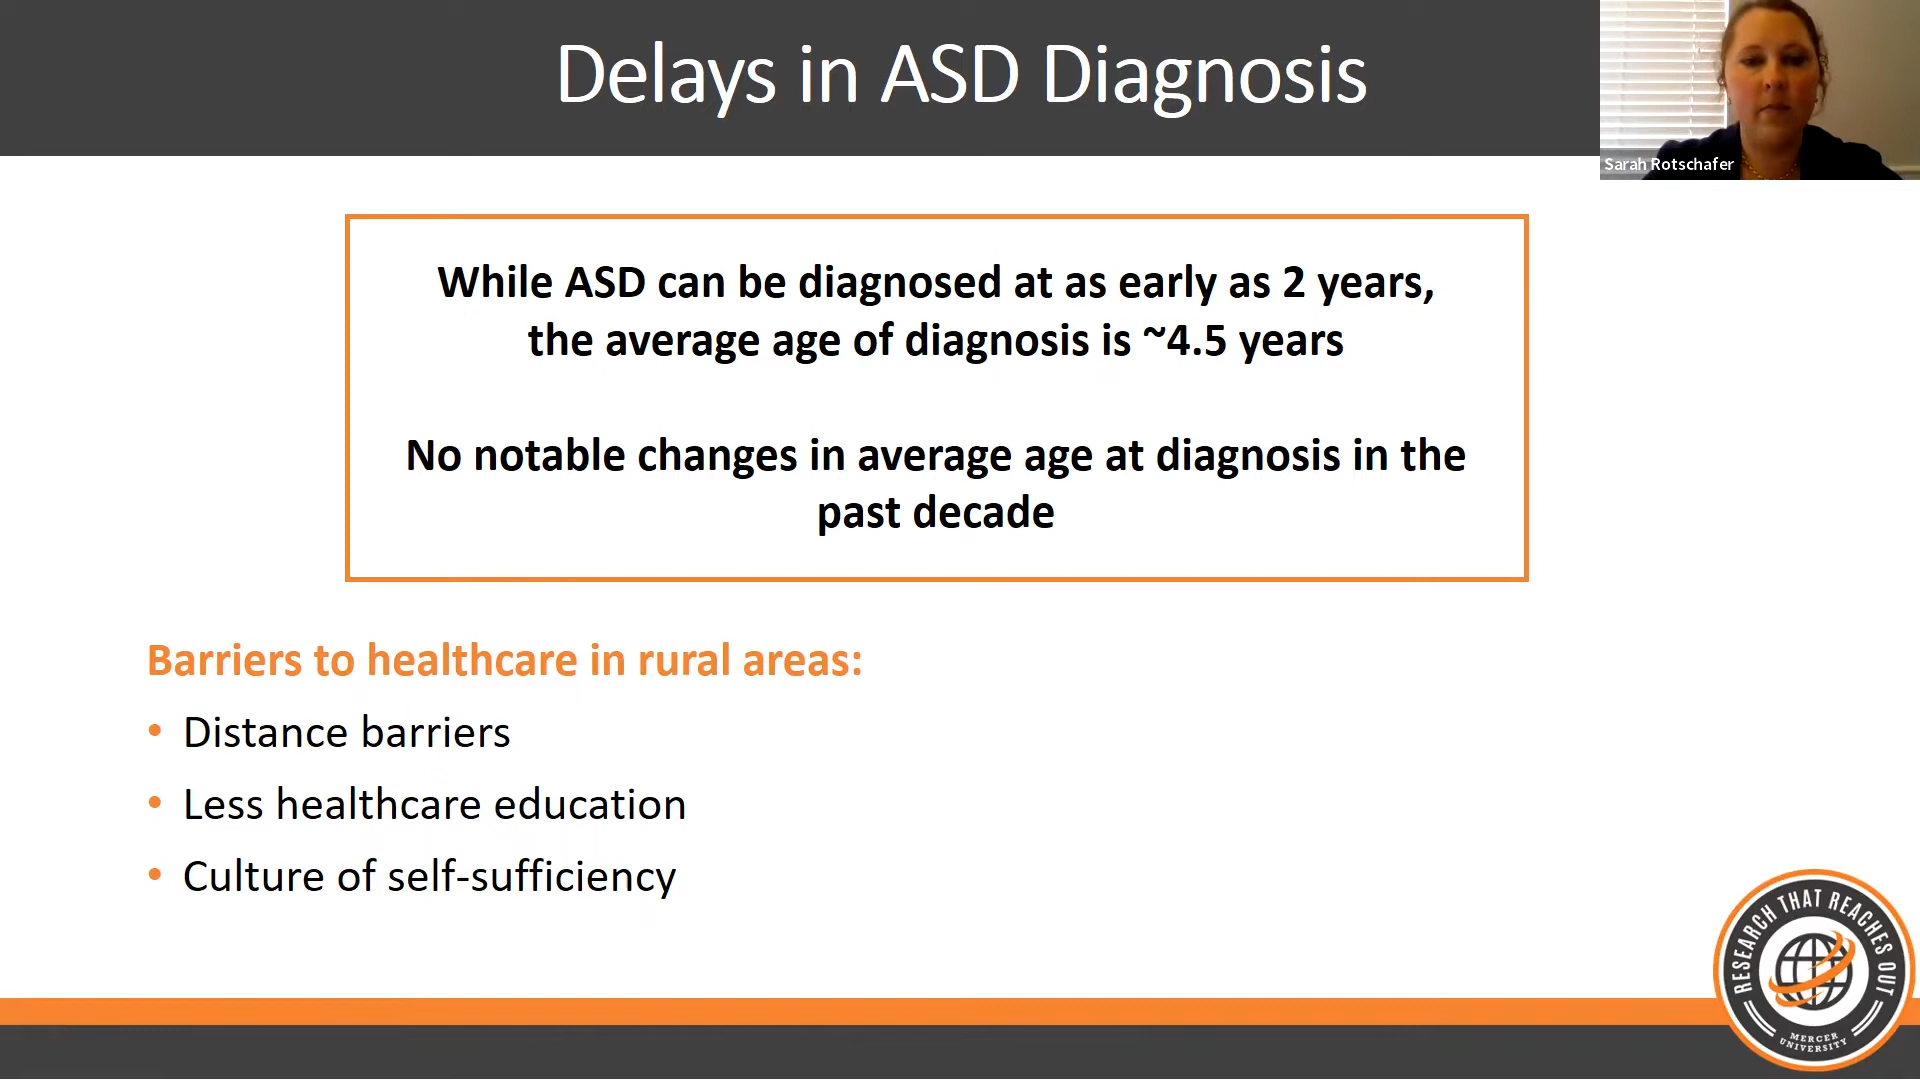 Delays in ASD Diagnosis
Sarah Rotschafer
While ASD can be diagnosed at as early as 2 years,
the average age of diagnosis is ~4.5 years
No notable changes in average age at diagnosis in the
past decade
Barriers to healthcare in rural areas:
• Distance barriers
• Less healthcare education
• Culture of self-sufficiency
RESEARCH THAT REACHES OUT
MERCER
UNIVERSITY